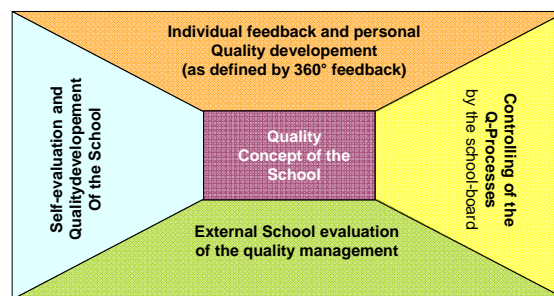 Individual feedback and personal
Quality developement
(as defined by 360° feedback)
Self-evaluation and
Qualitydevelopement
Of the School
Quality
Concept of the
School
Controlling of the
Q-Processes
by the school-board
External School evaluation
of the quality management